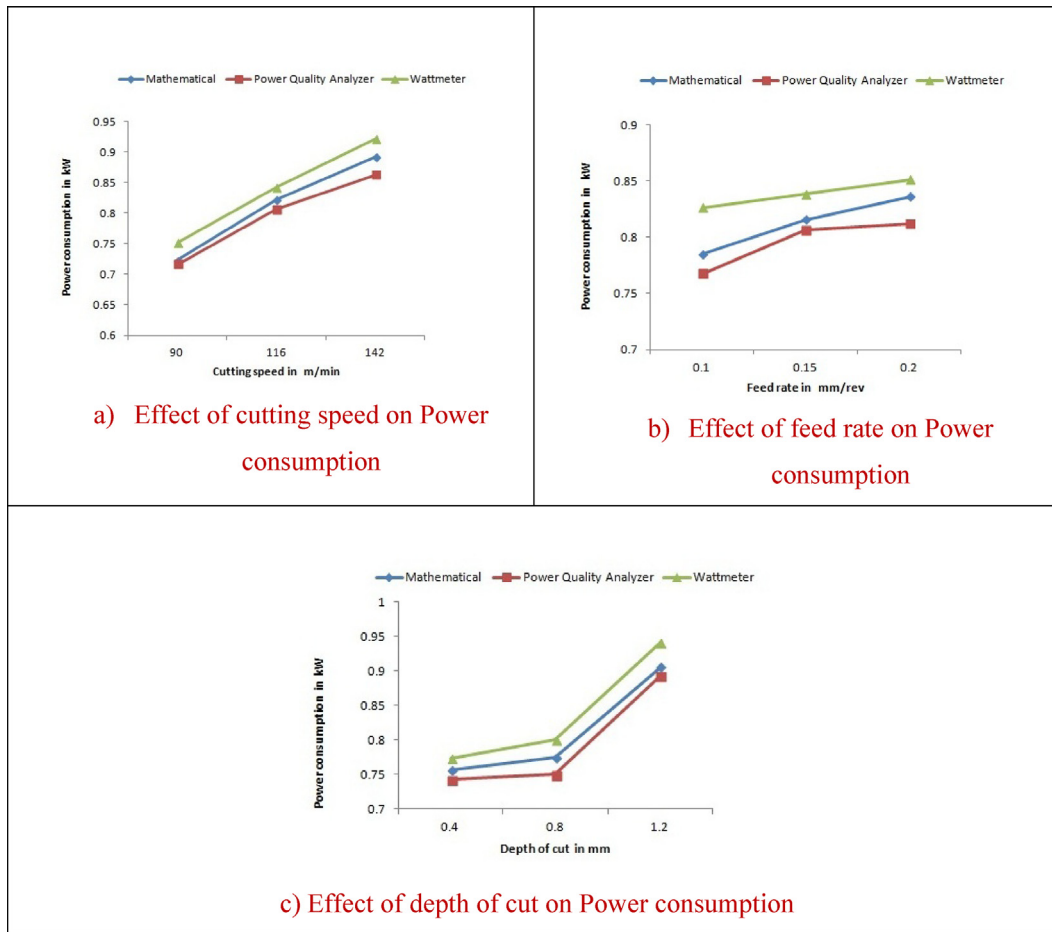 Mathematical Power Quality Analyzer Wattmeter
Power consumption in kW
0.95
0.9
0.85
0.8
0.75
0.7
0.65
0.6
90 116 142
Cutting speed in m/min
a) Effect of cutting speed on Power
consumption
Mathematical Power Quality Analyzer Wattmeter
Power consumption in kW
0.9
0.85
0.8
0.75
0.7
0.1 0.15 0.2
Feed rate in mm/rev
b) Effect of feed rate on Power
consumption
Mathematical Power Quality Analyzer Wattmeter
Power consumption in kW
1
0.95
0.9
0.85
0.8
0.75
0.7
0.4 0.8 1.2
Depth of cut in mm
c) Effect of depth of cut on Power consumption